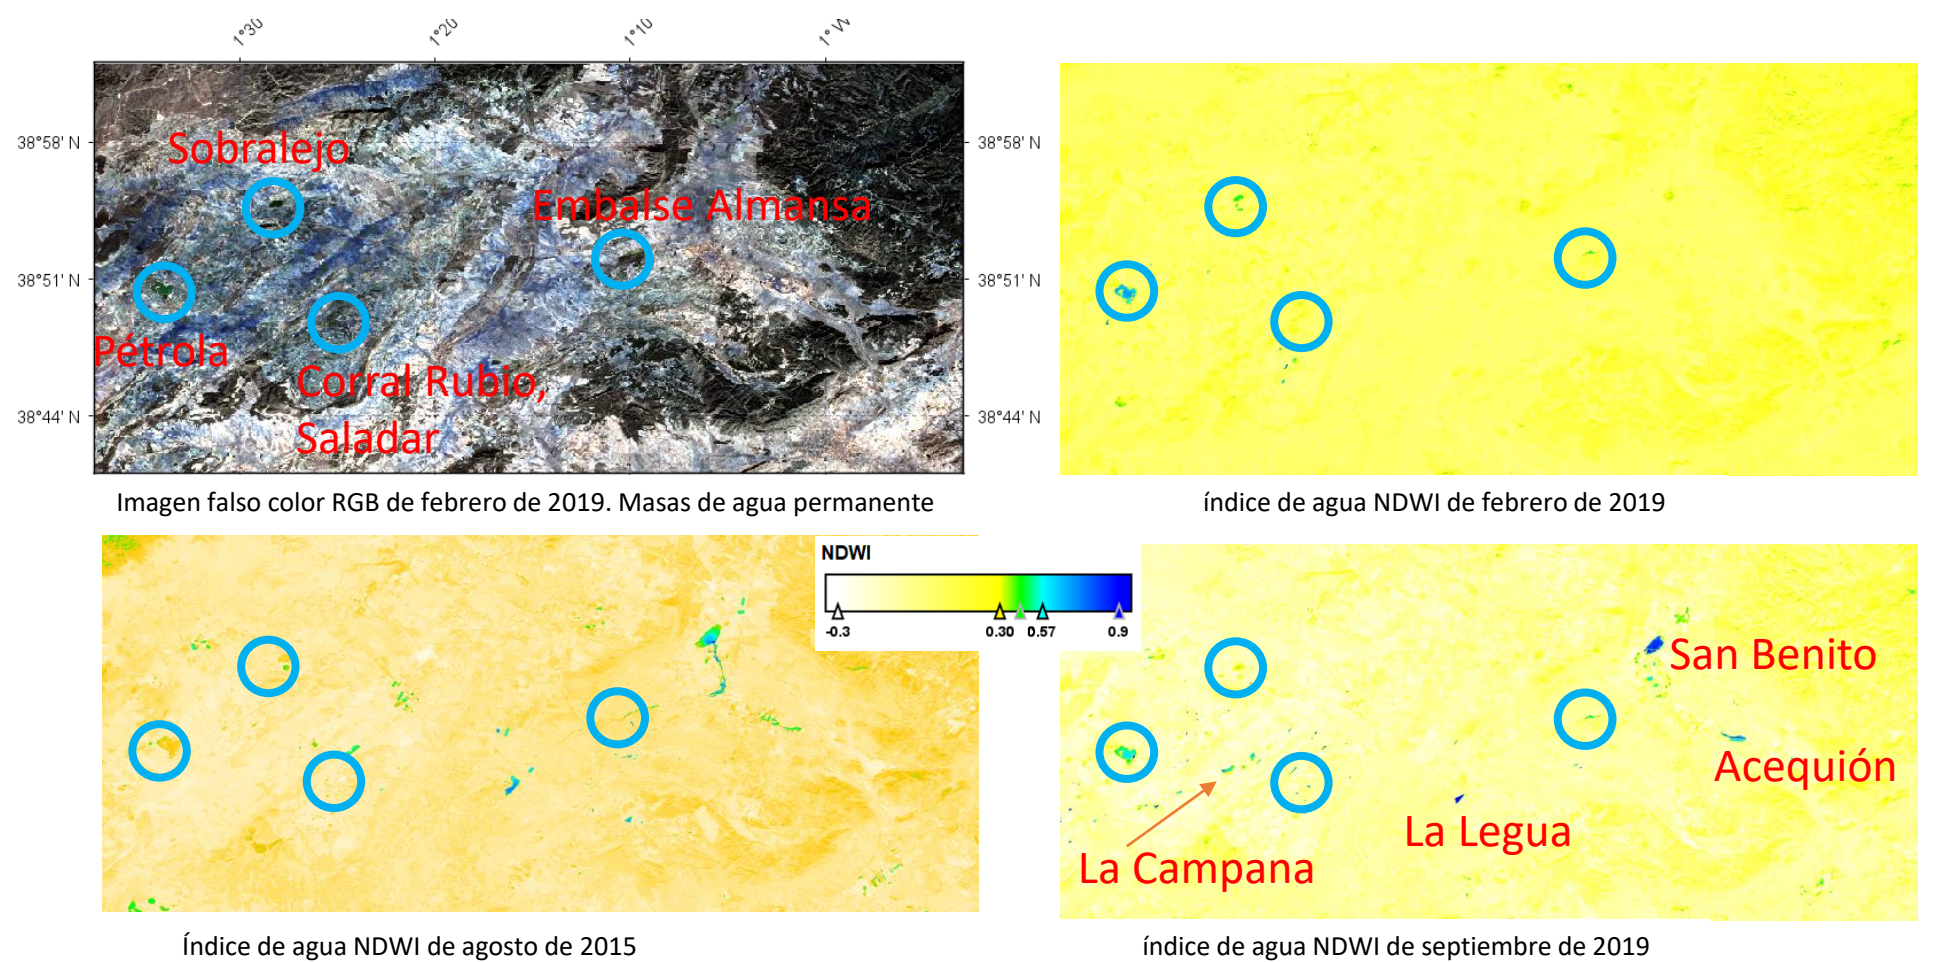 1°30
1°20
1°10
1° W
38°58' N
38°58' N
Sobralejo
Embalse Almansa
38°51' N
38°51' N
Pétrola
Corral Rubio,
Saladar
38°44' N
38°44' N
Imagen falso color RGB de febrero de 2019. Masas de agua permanente
índice de agua NDWI de febrero de 2019
NDWI
-0.3
0.30
0.57
0.9
San Benito
Acequión
La Legua
La Campana
Índice de agua NDWI de agosto de 2015
índice de agua NDWI de septiembre de 2019